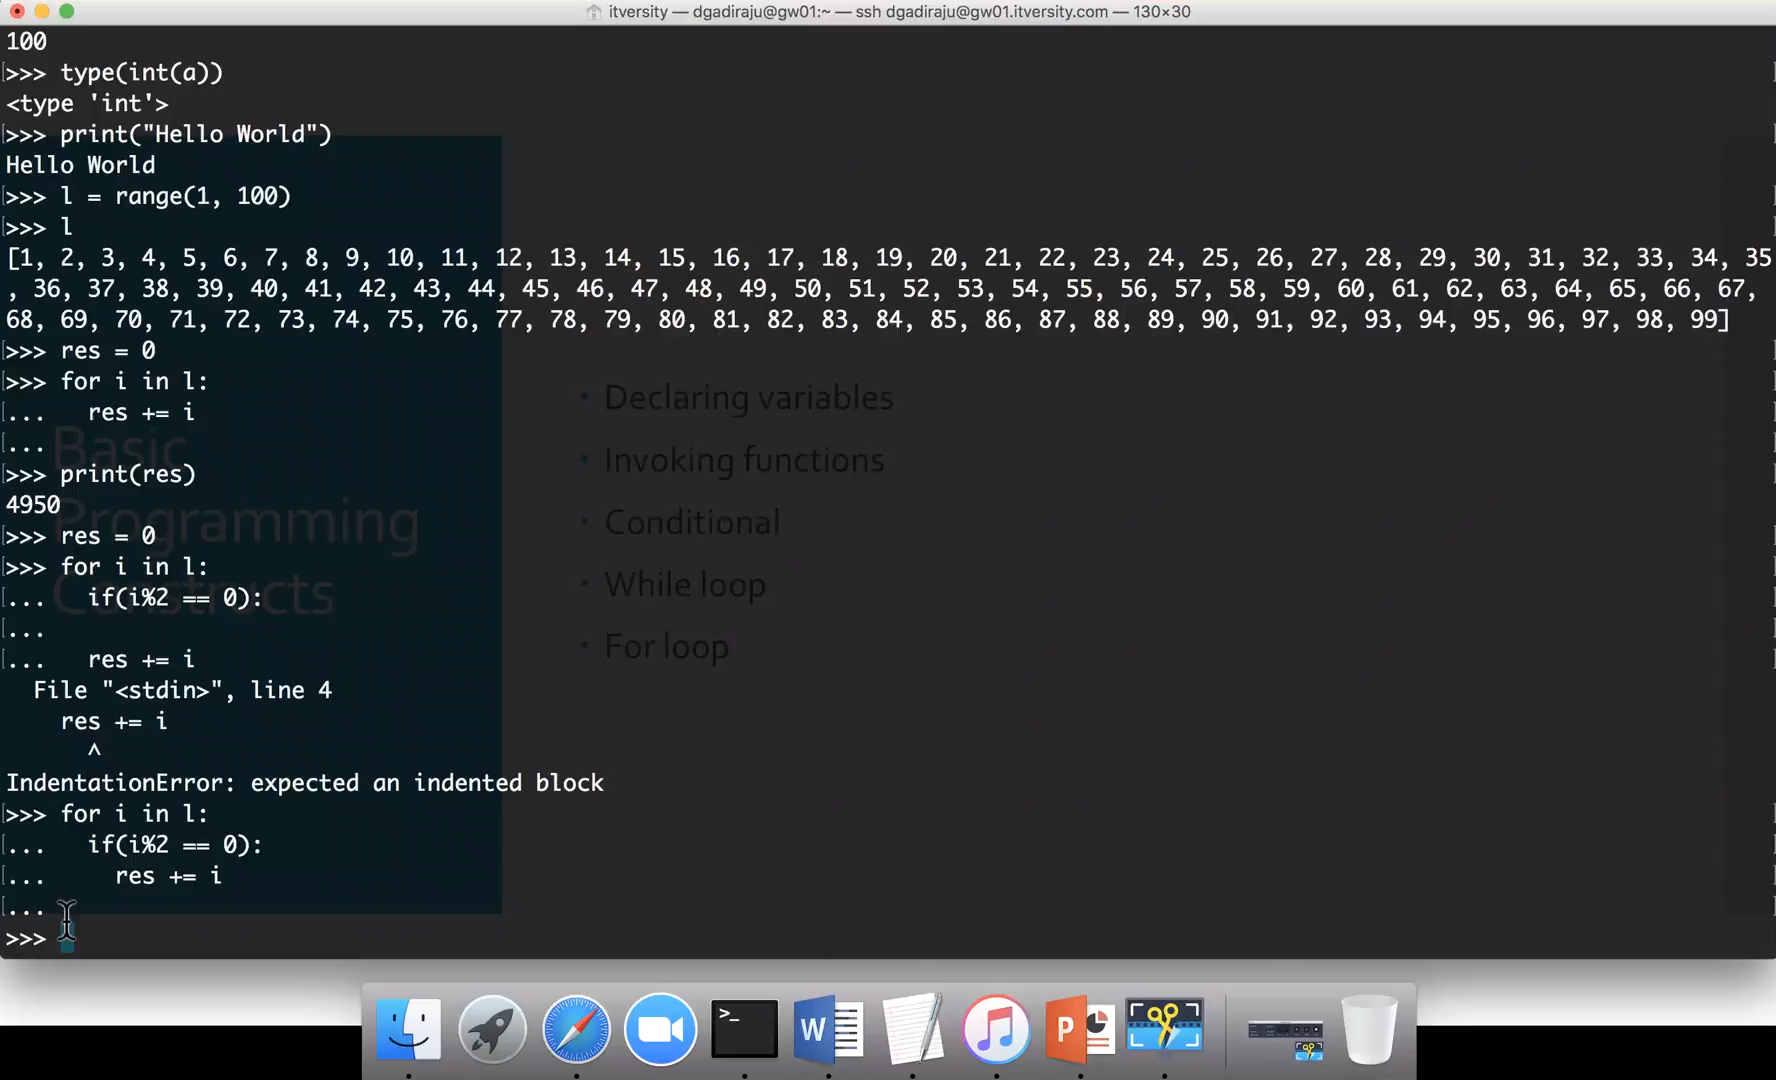 itversity — dgadiraju@gw01:~ — ssh dgadiraju@gw01.itversity.com — 130×30
100
>>> type(int(a))
<type 'int'>
>>> print("Hello World")
Hello World
>>> l = range(1, 100)
>>> l
[1, 2, 3, 4, 5, 6, 7, 8, 9, 10, 11, 12, 13, 14, 15, 16, 17, 18, 19, 20, 21, 22, 23, 24, 25, 26, 27, 28, 29, 30, 31, 32, 33, 34, 35
, 36, 37, 38, 39, 40, 41, 42, 43, 44, 45, 46, 47, 48, 49, 50, 51, 52, 53, 54, 55, 56, 57, 58, 59, 60, 61, 62, 63, 64, 65, 66, 67,
68, 69, 70, 71, 72, 73, 74, 75, 76, 77, 78, 79, 80, 81, 82, 83, 84, 85, 86, 87, 88, 89, 90, 91, 92, 93, 94, 95, 96, 97, 98, 99]
>>> res = 0
>>> for i in l:
...   res += i
...
>>> print(res)
4950
>>> res = 0
>>> for i in l:
...   if(i%2 == 0):
...
...   res += i
  File "<stdin>", line 4
    res += i
      ^
IndentationError: expected an indented block
>>> for i in l:
...   if(i%2 == 0):
...     res += i
...
>>>
Basic
Programming
Constructs
• Declaring variables
• Invoking functions
• Conditional
• While loop
• For loop
>_
W
P